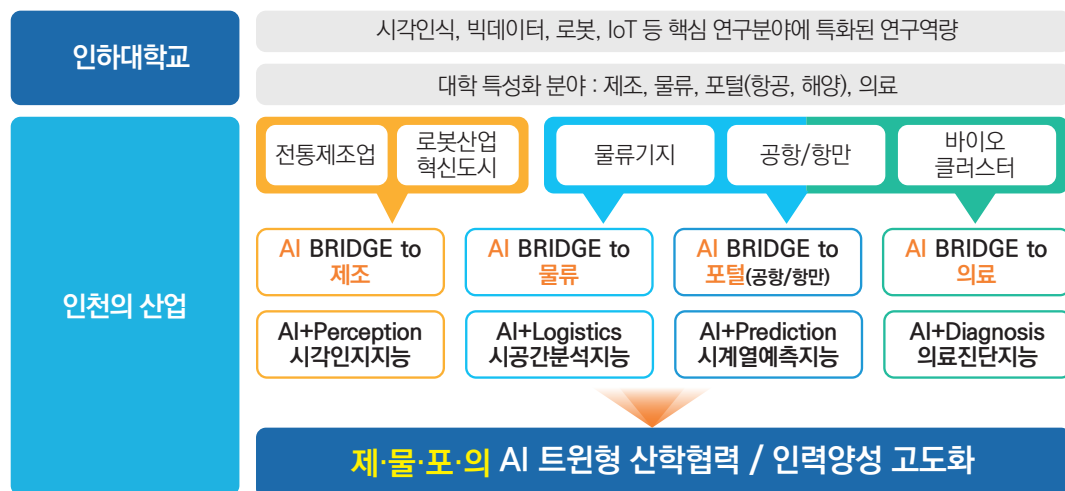 인하대학교
시각인식, 빅데이터, 로봇, IoT 등 핵심 연구분야에 특화된 연구역량
대학 특성화 분야 : 제조, 물류, 포털(항공, 해양), 의료
인천의 산업
전통제조업
로봇산업
혁신도시
물류기지
공항/항만
바이오
클러스터
AI BRIDGE to
제조
AI BRIDGE to
물류
AI BRIDGE to
포털(공항/항만)
AI BRIDGE to
의료
AI+Perception
시각인지지능
AI+Logistics
시공간분석지능
AI+Prediction
시계열예측지능
AI+Diagnosis
의료진단지능
제·물·포·의 AI 트윈형 산학협력 / 인력양성 고도화